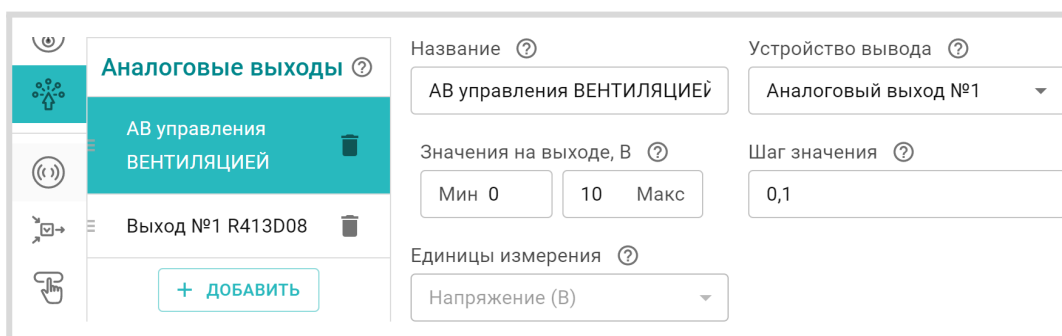 Аналоговые выходы
АВ управления
ВЕНТИЛЯЦИЕЙ
Выход №1 R413D08
+ ДОБАВИТЬ
Название
АВ управления ВЕНТИЛЯЦИЕЙ
Устройство вывода
Аналоговый выход №1
Значения на выходе, В
Мин 0
10 Макс
Шаг значения
0,1
Единицы измерения
Напряжение (В)